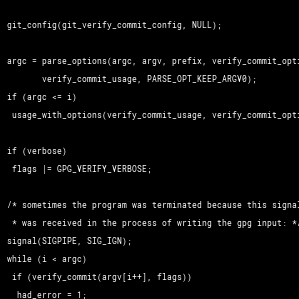 git_config(git_verify_commit_config, NULL);
argc = parse_options(argc, argv, prefix, verify_commit_opti
verify_commit_usage, PARSE_OPT_KEEP_ARGV0);
if (argc <= i)
usage_with_options(verify_commit_usage, verify_commit_opti
if (verbose)
flags |= GPG_VERIFY_VERBOSE;
/* sometimes the program was terminated because this signal
* was received in the process of writing the gpg input: */
signal(SIGPIPE, SIG_IGN);
while (i < argc)
if (verify_commit(argv[i++], flags))
had_error = 1;